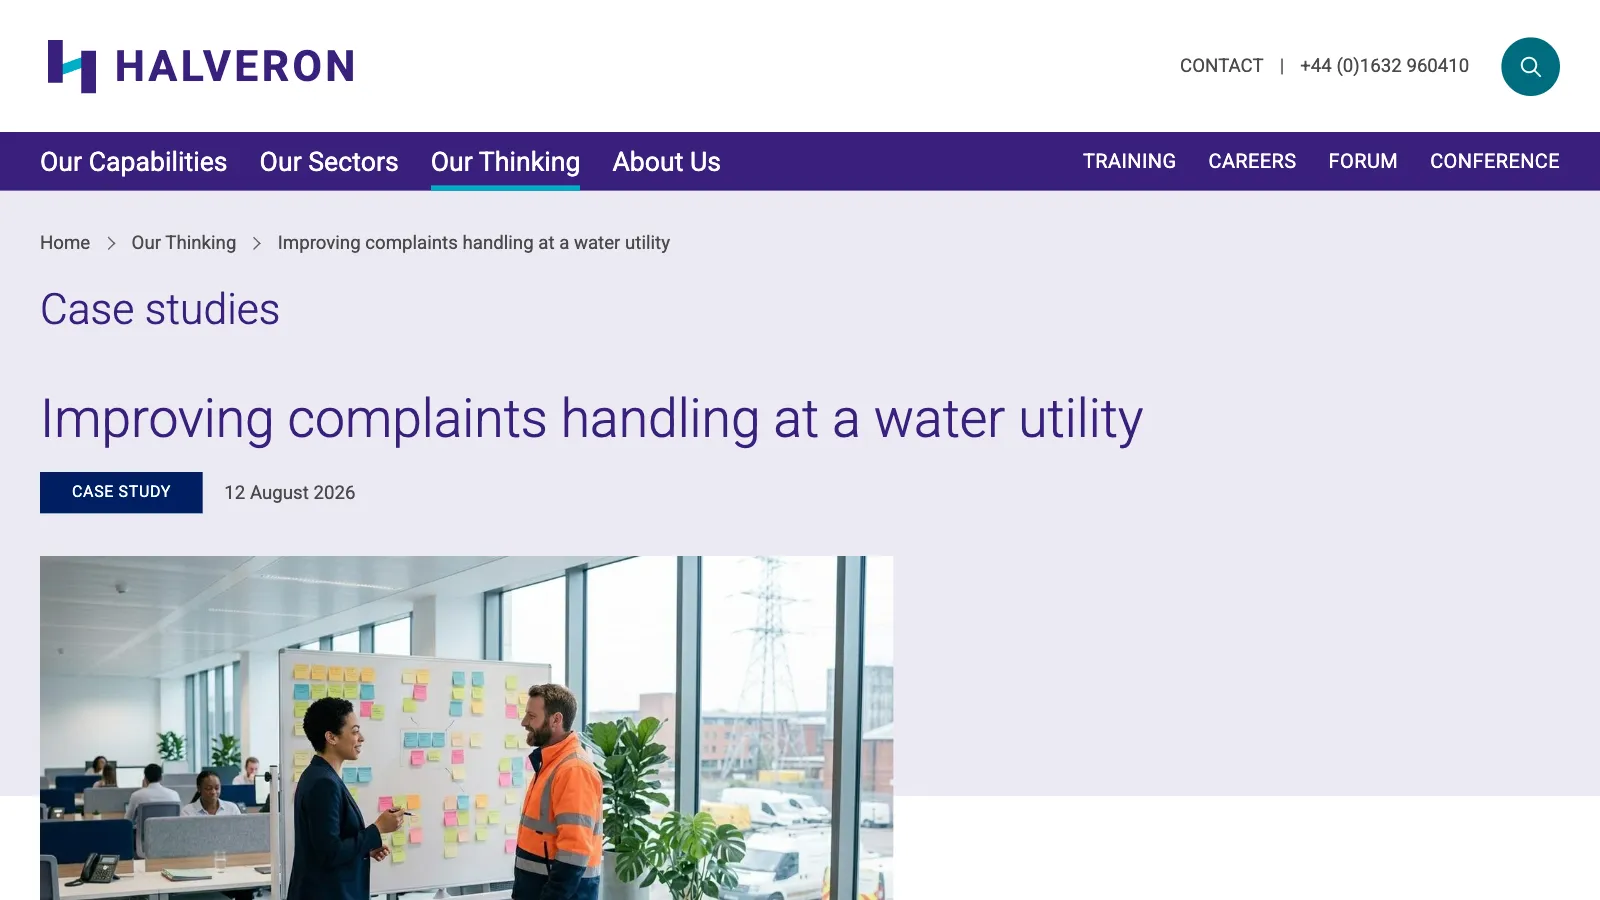 HALVERON
CONTACT | +44 (0)1632 960410
Our Capabilities Our Sectors Our Thinking About Us
TRAINING CAREERS FORUM CONFERENCE
Home > Our Thinking > Improving complaints handling at a water utility
Case studies
Improving complaints handling at a water utility
CASE STUDY 12 August 2026